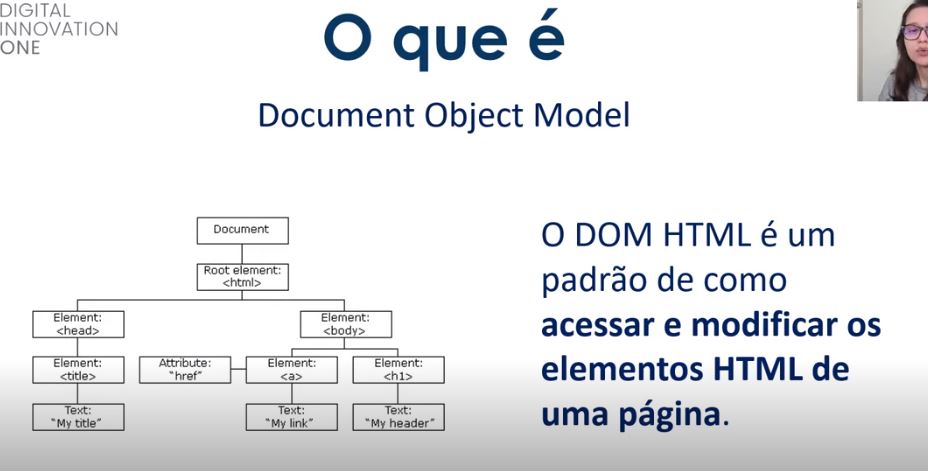 DIGITAL
INNOVATION
ONE
O que é
Document Object Model
Document
Root element:
<html>
Element:
<head>
Element:
<body>
Element:
<title>
Attribute:
"href"
Element:
<a>
Element:
<h1>
Text:
"My title"
Text:
"My link"
Text:
"My header"
O DOM HTML é um
padrão de como
acessar e modificar os
elementos HTML de
uma página.